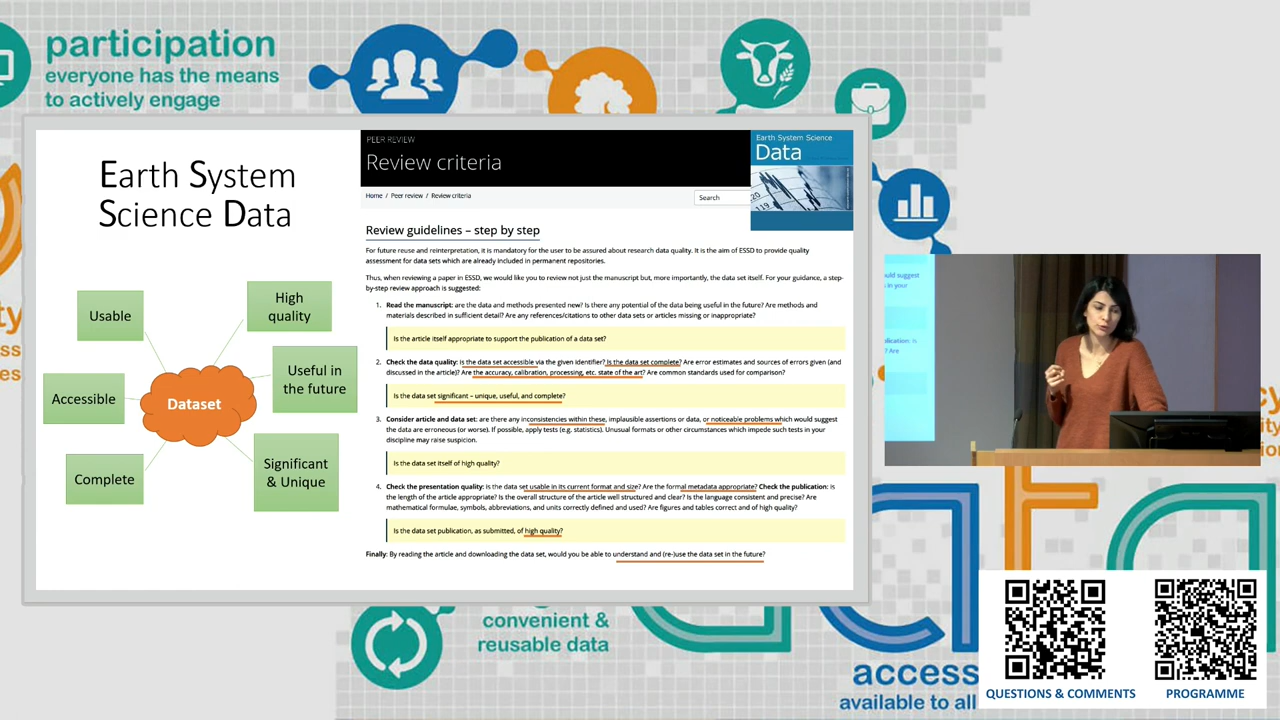 participation
everyone has the means
to actively engage
Earth System
Science Data
Usable
High
quality
Accessible
Dataset
Useful in
the future
Complete
Significant
& Unique
PEER REVIEW
Review criteria
Earth System Science
Data
Home / Peer review / Review criteria
Search
Review guidelines – step by step
For future reuse and reinterpretation, it is mandatory for the user to be assured about research data quality. It is the aim of ESSD to provide quality
assessment for data sets which are already included in permanent repositories.
Thus, when reviewing a paper in ESSD, we would like you to review not just the manuscript but, more importantly, the data set itself. For your guidance, a step-
by-step review approach is suggested:
1. Read the manuscript: are the data and methods presented new? Is there any potential of the data being useful in the future? Are methods and
materials described in sufficient detail? Are any references/citations to other data sets or articles missing or inappropriate?
Is the article itself appropriate to support the publication of a data set?
2. Check the data quality: is the data set accessible via the given identifier? Is the data set complete? Are error estimates and sources of errors given (and
discussed in the article)? Are the accuracy, calibration, processing, etc. state of the art? Are common standards used for comparison?
Is the data set significant – unique, useful, and complete?
3. Consider article and data set: are there any inconsistencies within these, implausible assertions or data, or noticeable problems which would suggest
the data are erroneous (or worse). If possible, apply tests (e.g. statistics). Unusual formats or other circumstances which impede such tests in your
discipline may raise suspicion.
Is the data set itself of high quality?
4. Check the presentation quality: is the data set usable in its current format and size? Are the formal metadata appropriate? Check the publication: is
the length of the article appropriate? Is the overall structure of the article well structured and clear? Is the language consistent and precise? Are
mathematical formulae, symbols, abbreviations, and units correctly defined and used? Are figures and tables correct and of high quality?
Is the data set publication, as submitted, of high quality?
Finally: By reading the article and downloading the data set, would you be able to understand and (re-)use the data set in the future?
convenient &
reusable data
access
available to all
QUESTIONS & COMMENTS
PROGRAMME